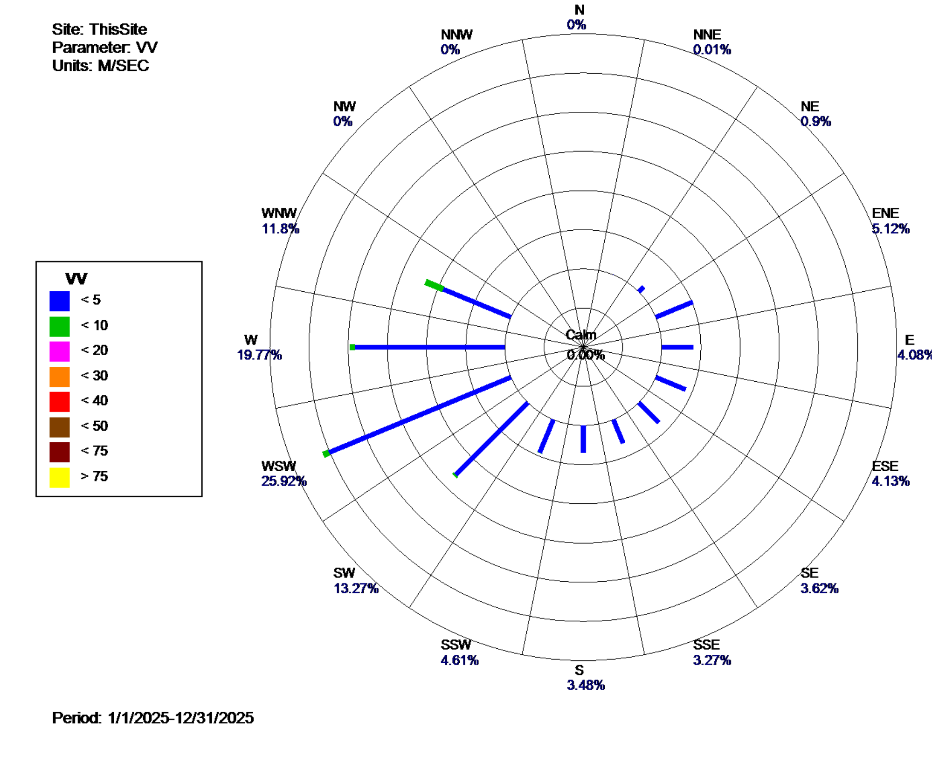 Site: ThisSite
Parameter: VV
Units: M/SEC
N
0%
NNW
0%
NNE
0.01%
NW
0%
NE
0.9%
WNW
11.8%
ENE
5.12%
VV
< 5
< 10
< 20
< 30
< 40
< 50
< 75
> 75
Calm
0.00%
W
19.77%
E
4.08%
WSW
25.92%
ESE
4.13%
SW
13.27%
SE
3.62%
SSW
4.61%
SSE
3.27%
S
3.48%
Period: 1/1/2025-12/31/2025